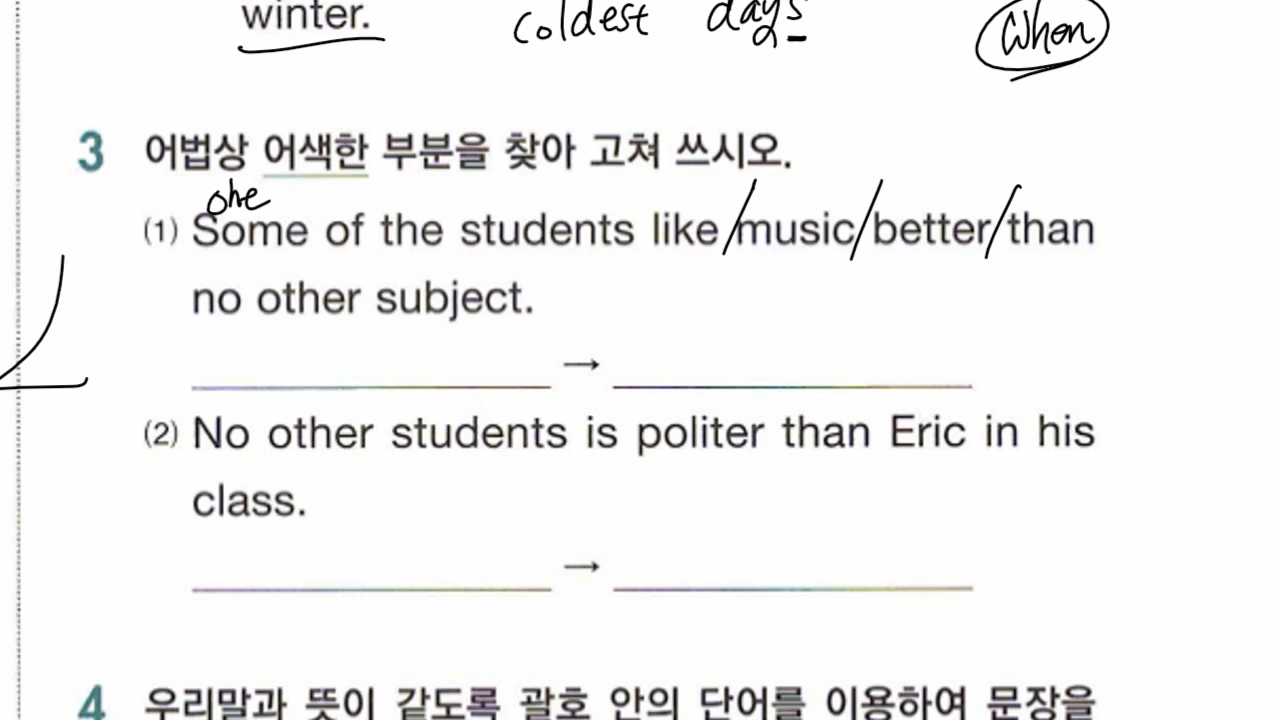 winter.
coldest days
When
3 어법상 어색한 부분을 찾아 고쳐 쓰시오.
one
(1) Some of the students like / music / better / than
no other subject.
→
(2) No other students is politer than Eric in his
class.
→
4 우리말과 뜻이 같도록 괄호 안의 단어를 이용하여 문장을